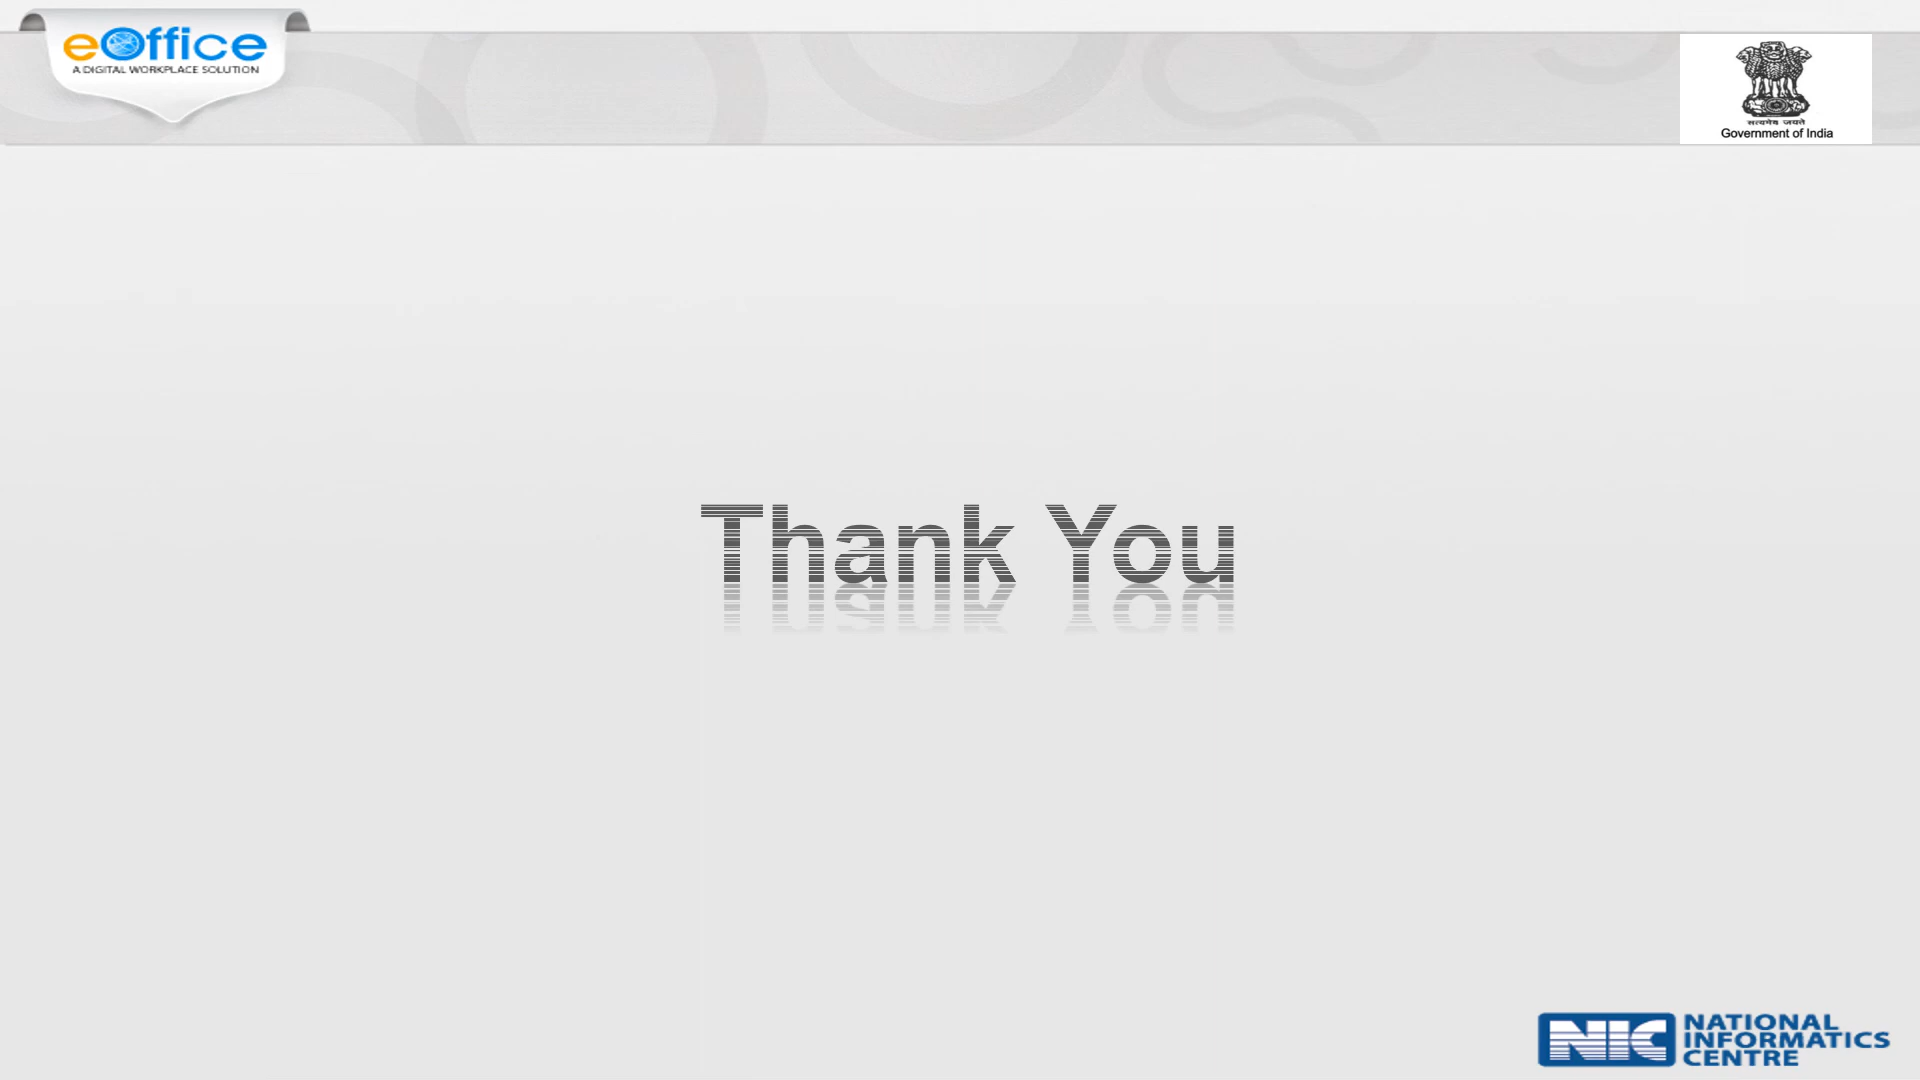 eOffice
A DIGITAL WORKPLACE SOLUTION
सत्यमेव जयते
Government of India
Thank You
NIC
NATIONAL
INFORMATICS
CENTRE